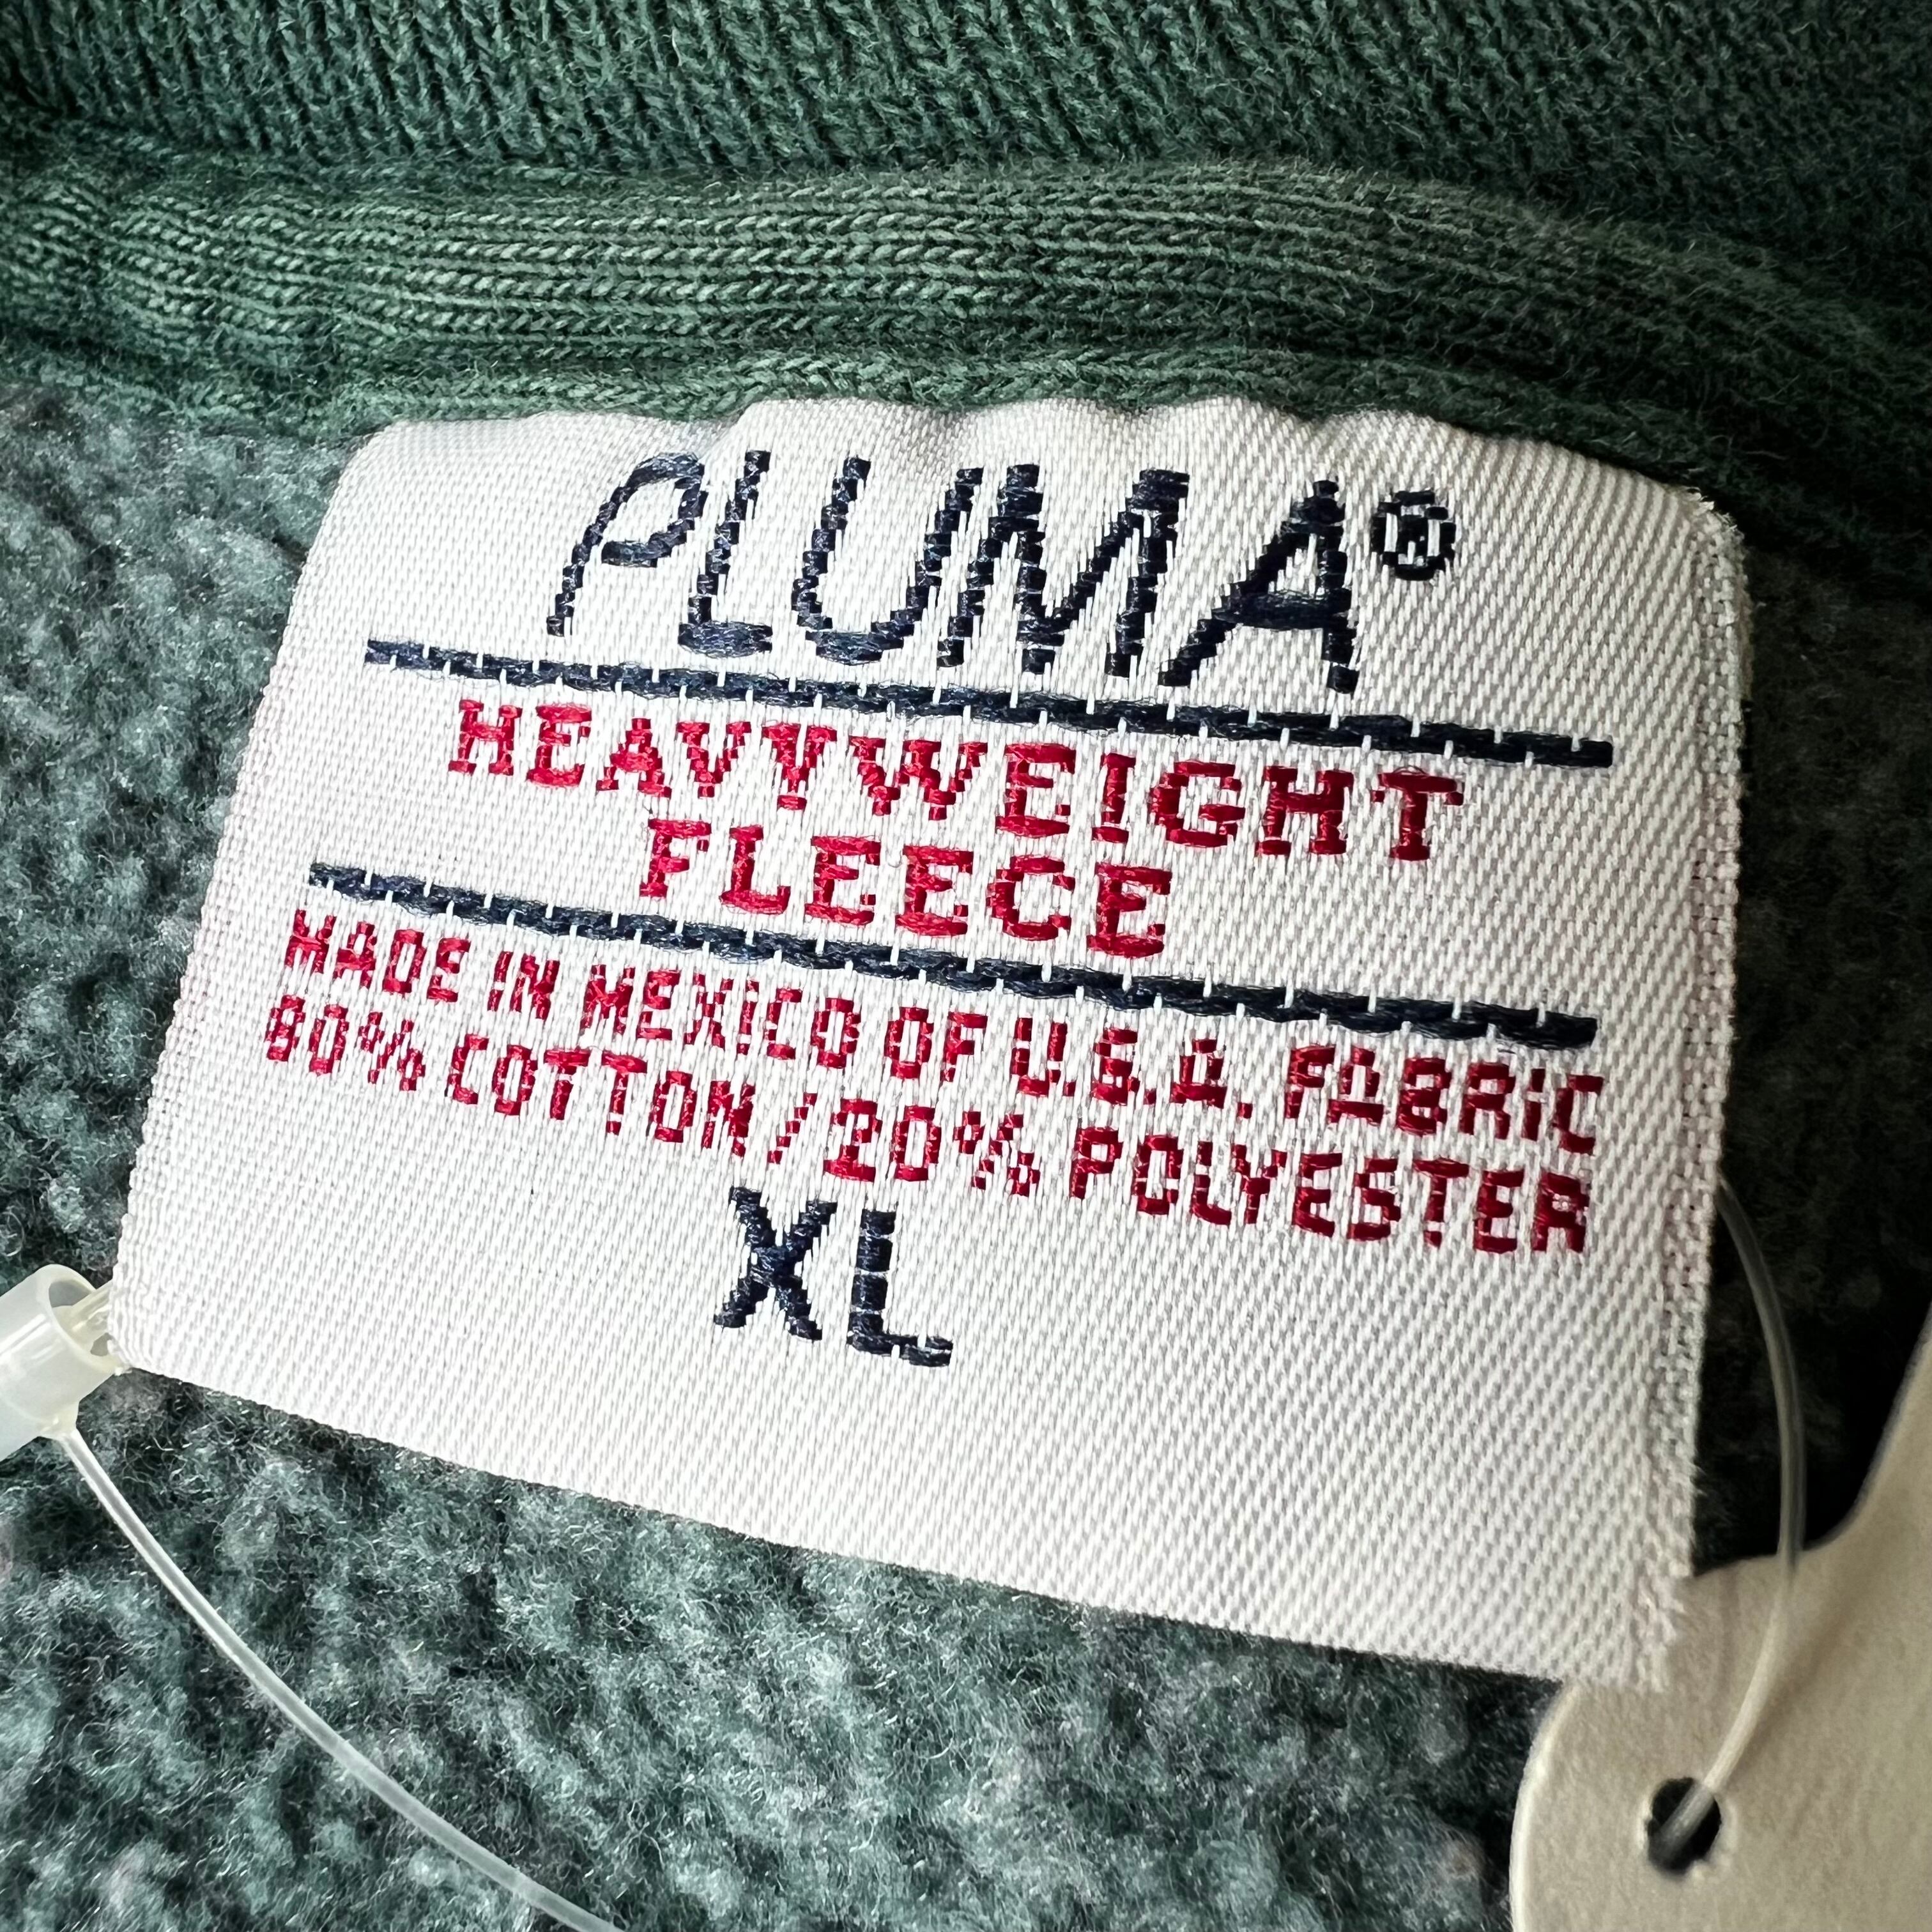 PLUMA®
HEAVYWEIGHT
FLEECE
MADE IN MEXICO OF U.S.A. FABRIC
80% COTTON/20% POLYESTER
XL